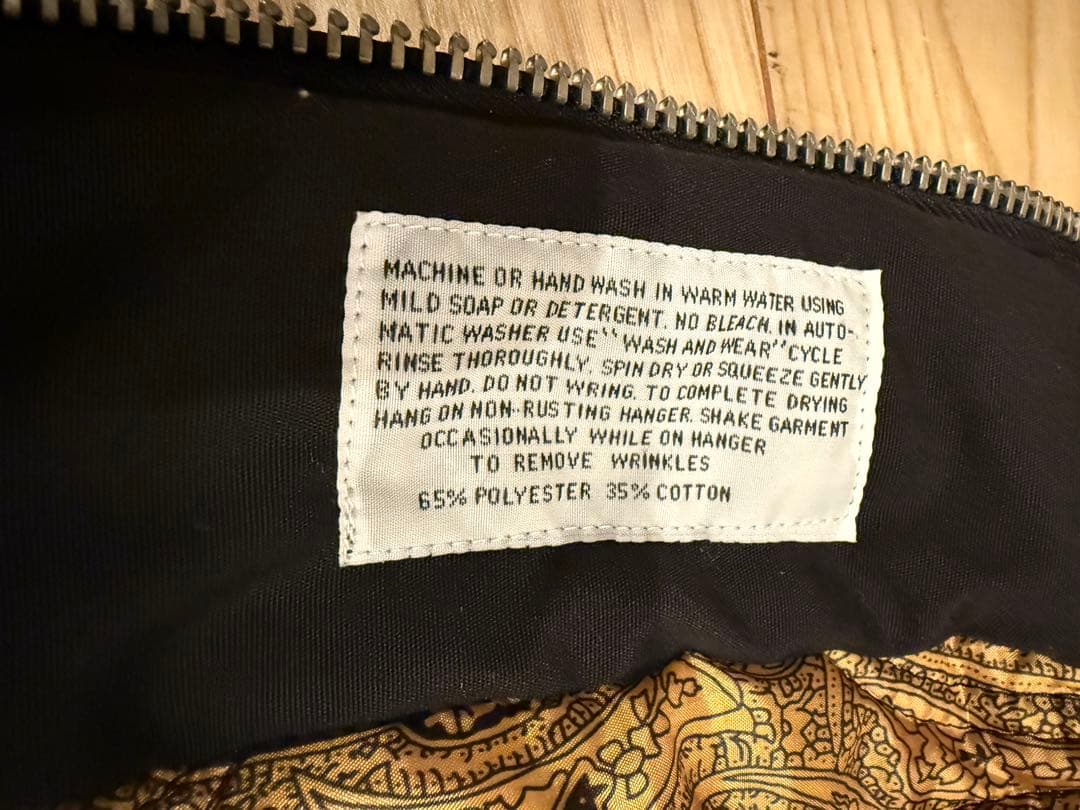 MACHINE OR HAND WASH IN WARM WATER USING
MILD SOAP OR DETERGENT. NO BLEACH. IN AUTO-
MATIC WASHER USE "WASH AND WEAR" CYCLE
RINSE THOROUGHLY. SPIN DRY OR SQUEEZE GENTLY
BY HAND. DO NOT WRING. TO COMPLETE DRYING
HANG ON NON-RUSTING HANGER. SHAKE GARMENT
OCCASIONALLY WHILE ON HANGER
TO REMOVE WRINKLES
65% POLYESTER 35% COTTON